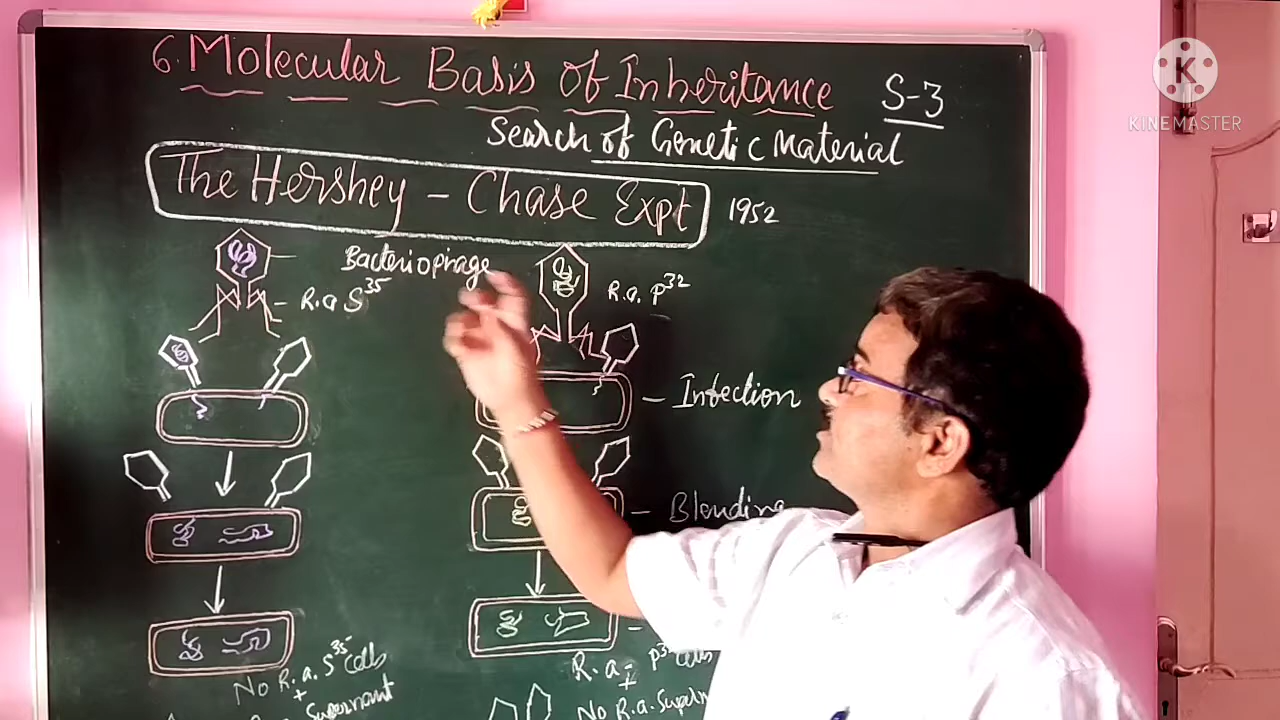 6. Molecular Basis of Inheritance S-3
Search of Genetic Material
The Hershey - Chase Expt 1952
Bacteriophage
R.a S35
R.a. P32
Infection
Blending
No R.a. S35 Cells
+
Supernant
R.a. P32 Cells
+
No R.a.
K
KINEMASTER